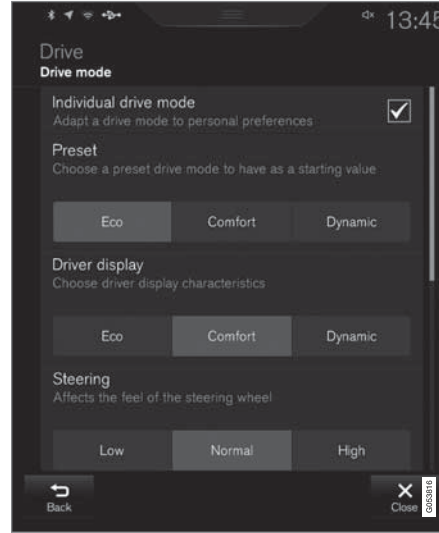 13:45
Drive
Drive mode
Individual drive mode
Adapt a drive mode to personal preferences
Preset
Choose a preset drive mode to have as a starting value
Eco Comfort Dynamic
Driver display
Choose driver display characteristics
Eco Comfort Dynamic
Steering
Affects the feel of the steering wheel
Low Normal High
Back Close
G053816